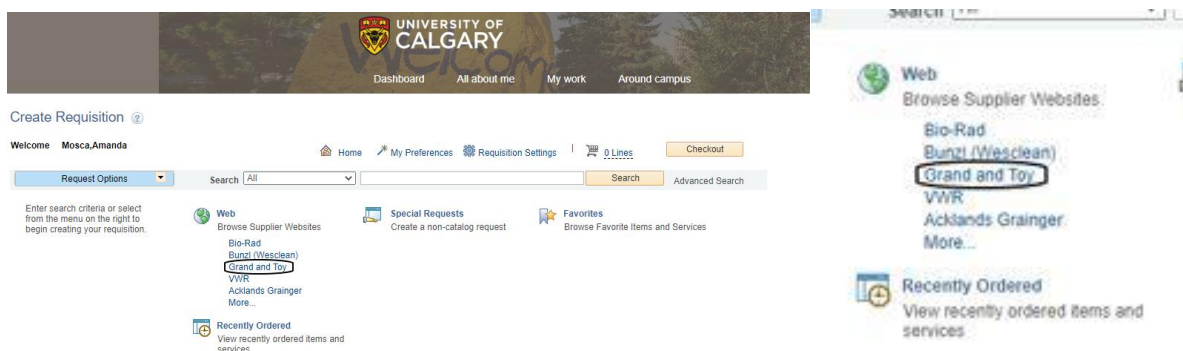 UNIVERSITY OF
CALGARY
Welcom
Dashboard All about me My work Around campus
Create Requisition ?
Welcome Mosca,Amanda
Home My Preferences Requisition Settings 0 Lines Checkout
Request Options Search All Search Advanced Search
Enter search criteria or select
from the menu on the right to
begin creating your requisition.
Web
Browse Supplier Websites
Bio-Rad
Bunzl (Wesclean)
Grand and Toy
VWR
Acklands Grainger
More...
Recently Ordered
View recently ordered items and
services
Special Requests
Create a non-catalog request
Favorites
Browse Favorite Items and Services
Search
Web
Browse Supplier Websites
Bio-Rad
Bunzl (Wesclean)
Grand and Toy
VWR
Acklands Grainger
More...
Recently Ordered
View recently ordered items and
services